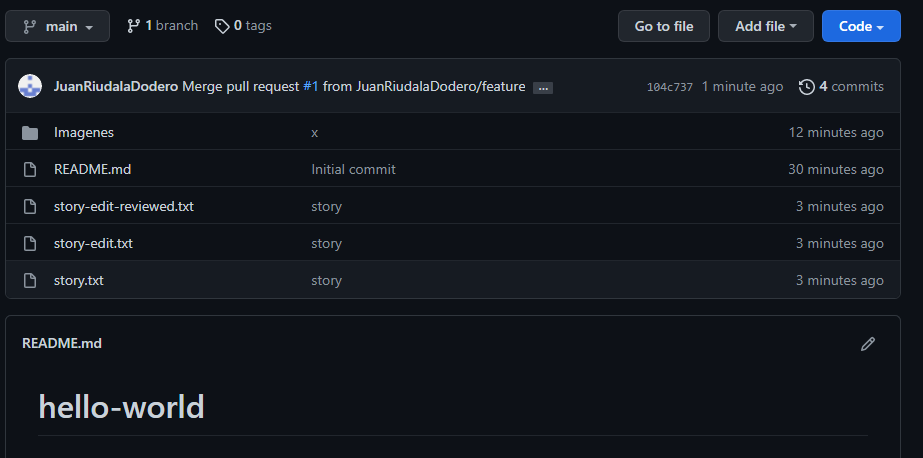 main 1 branch 0 tags Go to file Add file Code
JuanRiudalaDodero Merge pull request #1 from JuanRiudalaDodero/feature ... 104c737 1 minute ago 4 commits
Imagenes x 12 minutes ago
README.md Initial commit 30 minutes ago
story-edit-reviewed.txt story 3 minutes ago
story-edit.txt story 3 minutes ago
story.txt story 3 minutes ago
README.md
hello-world